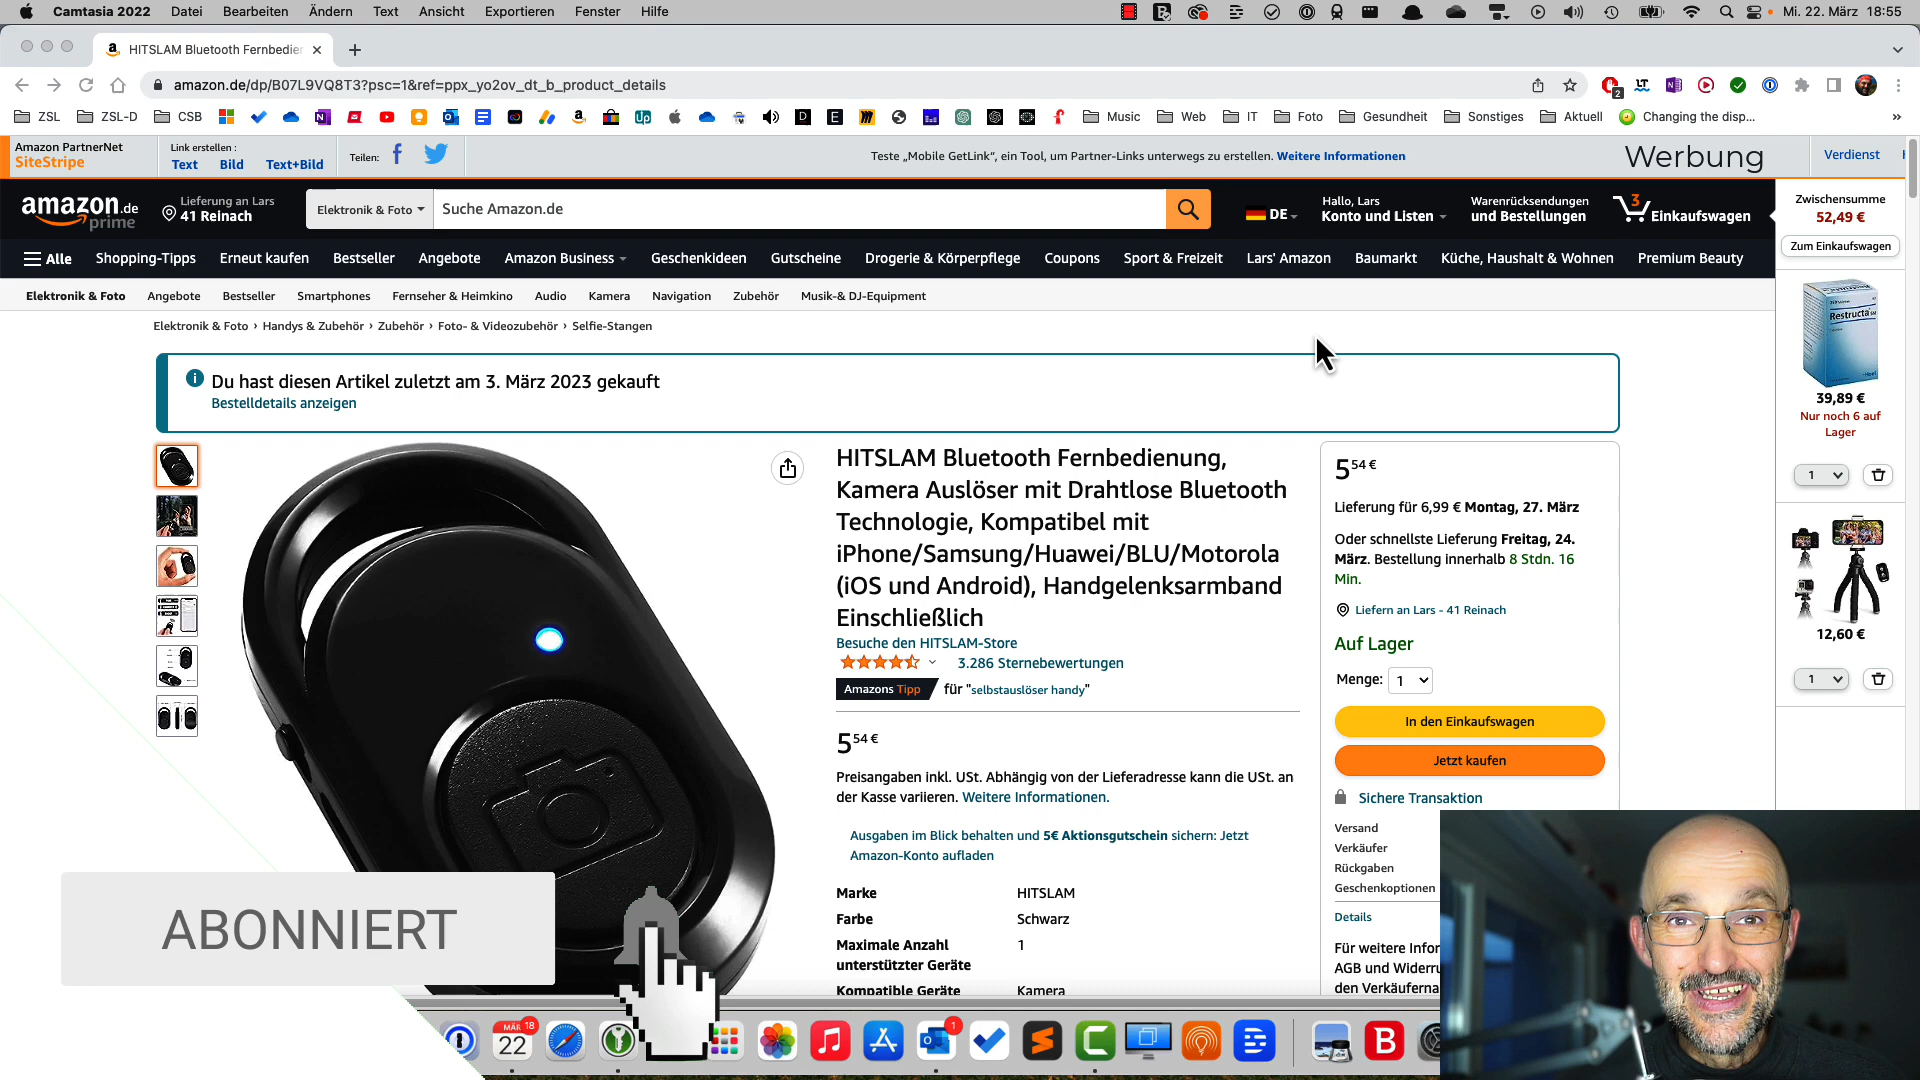 Camtasia 2022 Datei Bearbeiten Ändern Text Ansicht Exportieren Fenster Hilfe
Mi. 22. März 18:55
HITSLAM Bluetooth Fernbedier
amazon.de/dp/B07L9VQ8T3?psc=1&ref=ppx_yo2ov_dt_b_product_details
ZSL ZSL-D CSB Music Web IT Foto Gesundheit Sonstiges Aktuell Changing the disp...
Amazon PartnerNet
SiteStripe
Link erstellen :
Text Bild Text+Bild
Teilen:
Teste „Mobile GetLink“, ein Tool, um Partner-Links unterwegs zu erstellen. Weitere Informationen
Werbung
Verdienst
amazon.de
prime
Lieferung an Lars
41 Reinach
Elektronik & Foto
Suche Amazon.de
DE
Hallo, Lars
Konto und Listen
Warenrücksendungen
und Bestellungen
3
Einkaufswagen
Alle Shopping-Tipps Erneut kaufen Bestseller Angebote Amazon Business Geschenkideen Gutscheine Drogerie & Körperpflege Coupons Sport & Freizeit Lars' Amazon Baumarkt Küche, Haushalt & Wohnen Premium Beauty
Elektronik & Foto Angebote Bestseller Smartphones Fernseher & Heimkino Audio Kamera Navigation Zubehör Musik-& DJ-Equipment
Elektronik & Foto › Handys & Zubehör › Zubehör › Foto- & Videozubehör › Selfie-Stangen
Du hast diesen Artikel zuletzt am 3. März 2023 gekauft
Bestelldetails anzeigen
HITSLAM Bluetooth Fernbedienung,
Kamera Auslöser mit Drahtlose Bluetooth
Technologie, Kompatibel mit
iPhone/Samsung/Huawei/BLU/Motorola
(iOS und Android), Handgelenksarmband
Einschließlich
Besuche den HITSLAM-Store
3.286 Sternebewertungen
Amazons Tipp für "selbstauslöser handy"
5 54 €
Preisangaben inkl. USt. Abhängig von der Lieferadresse kann die USt. an
der Kasse variieren. Weitere Informationen.
Ausgaben im Blick behalten und 5€ Aktionsgutschein sichern: Jetzt
Amazon-Konto aufladen
Marke HITSLAM
Farbe Schwarz
Maximale Anzahl 1
unterstützter Geräte
Kompatible Geräte Kamera
5 54 €
Lieferung für 6,99 € Montag, 27. März
Oder schnellste Lieferung Freitag, 24.
März. Bestellung innerhalb 8 Stdn. 16
Min.
Liefern an Lars - 41 Reinach
Auf Lager
Menge: 1
In den Einkaufswagen
Jetzt kaufen
Sichere Transaktion
Versand
Verkäufer
Rückgaben
Geschenkoptionen
Details
Für weitere Infor
AGB und Widerru
den Verkäuferna
Zwischensumme
52,49 €
Zum Einkaufswagen
Restructa
39,89 €
Nur noch 6 auf
Lager
1
12,60 €
1
ABONNIERT
MÄR
22
18
1